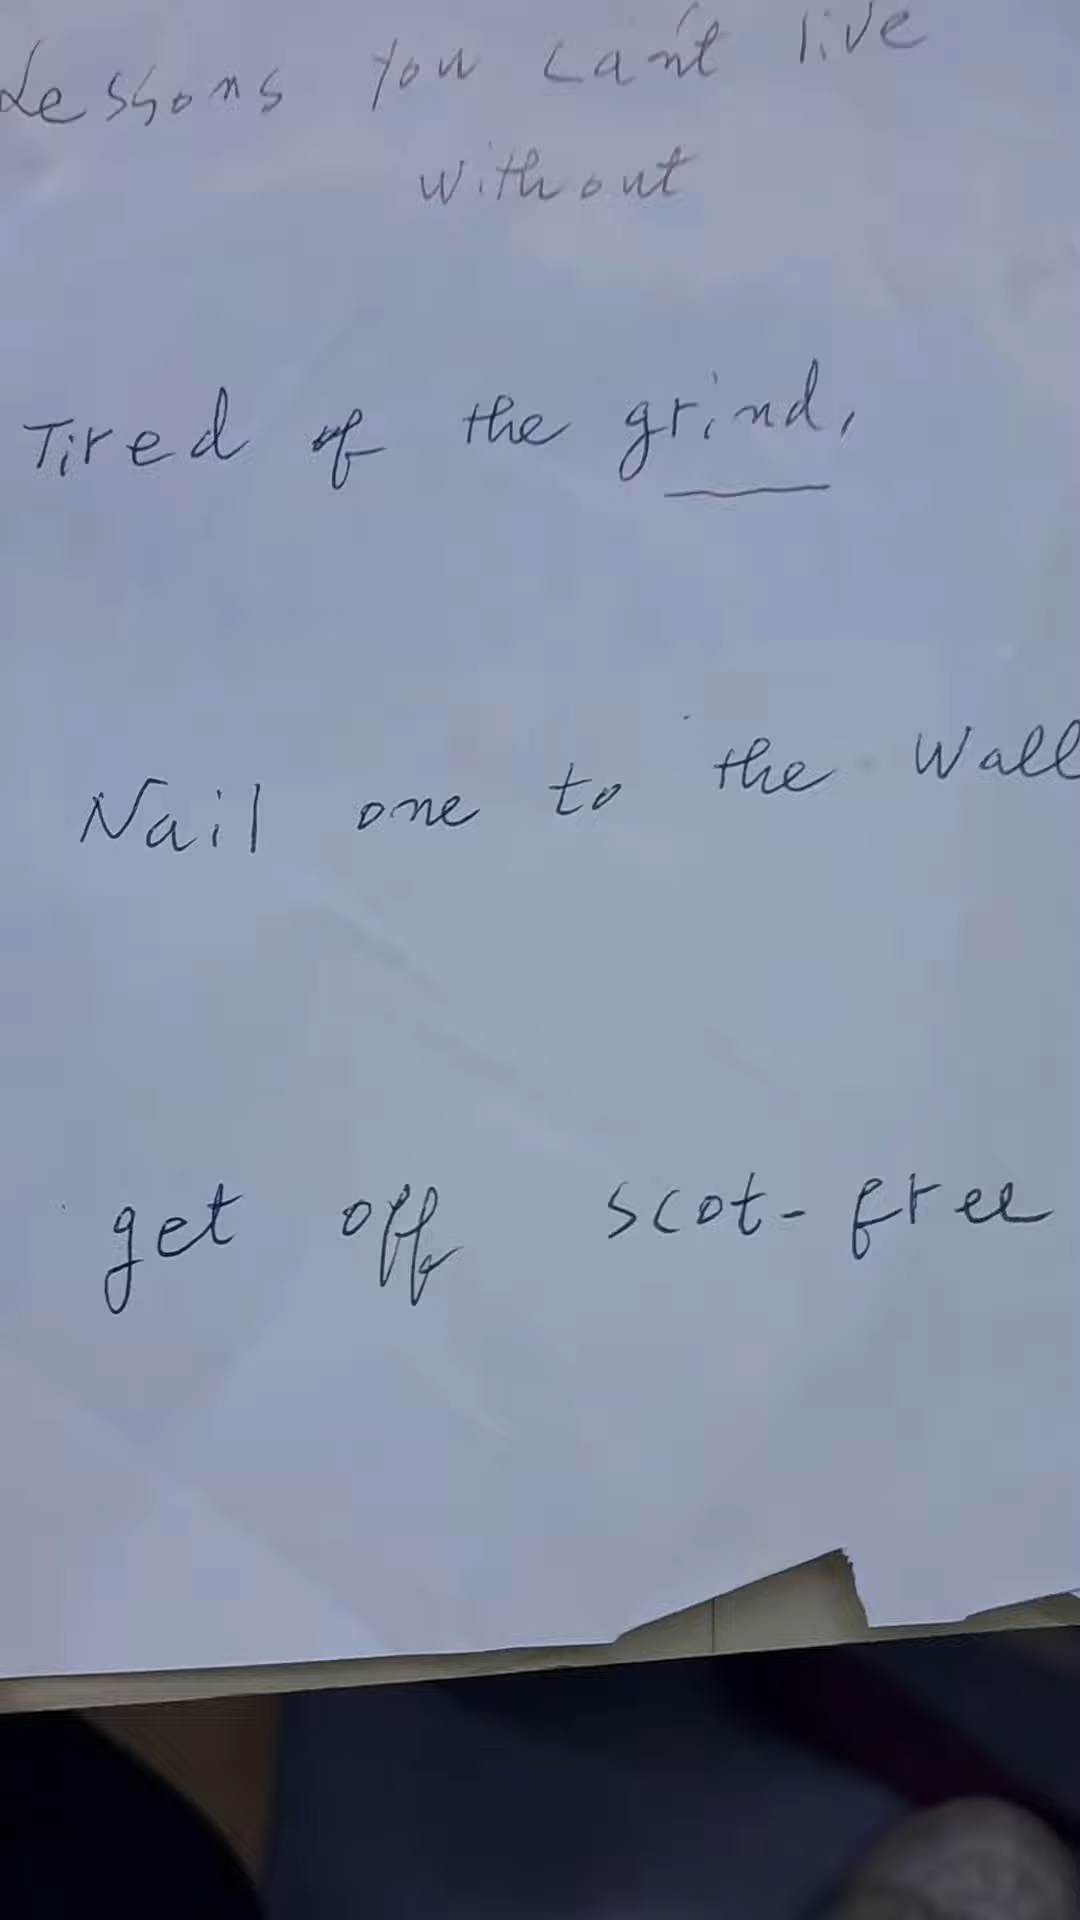 Lessons you can't live
without
Tired of the grind,
Nail one to the Wall
get off scot-free